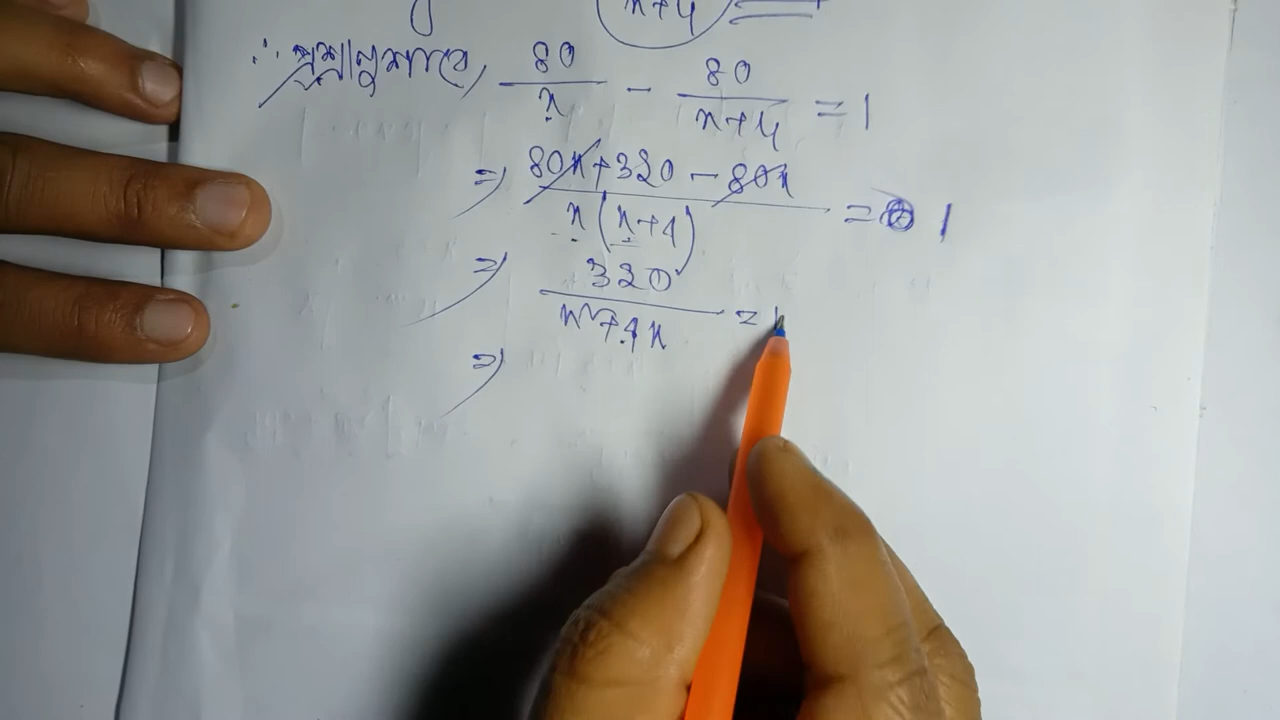 x+4
∴ প্রশ্নানুসারে, 80/x - 80/x+4 = 1
⇒ 80x+320-80x / x(x+4) = 1
⇒ 320 / x²+4x = 1
⇒